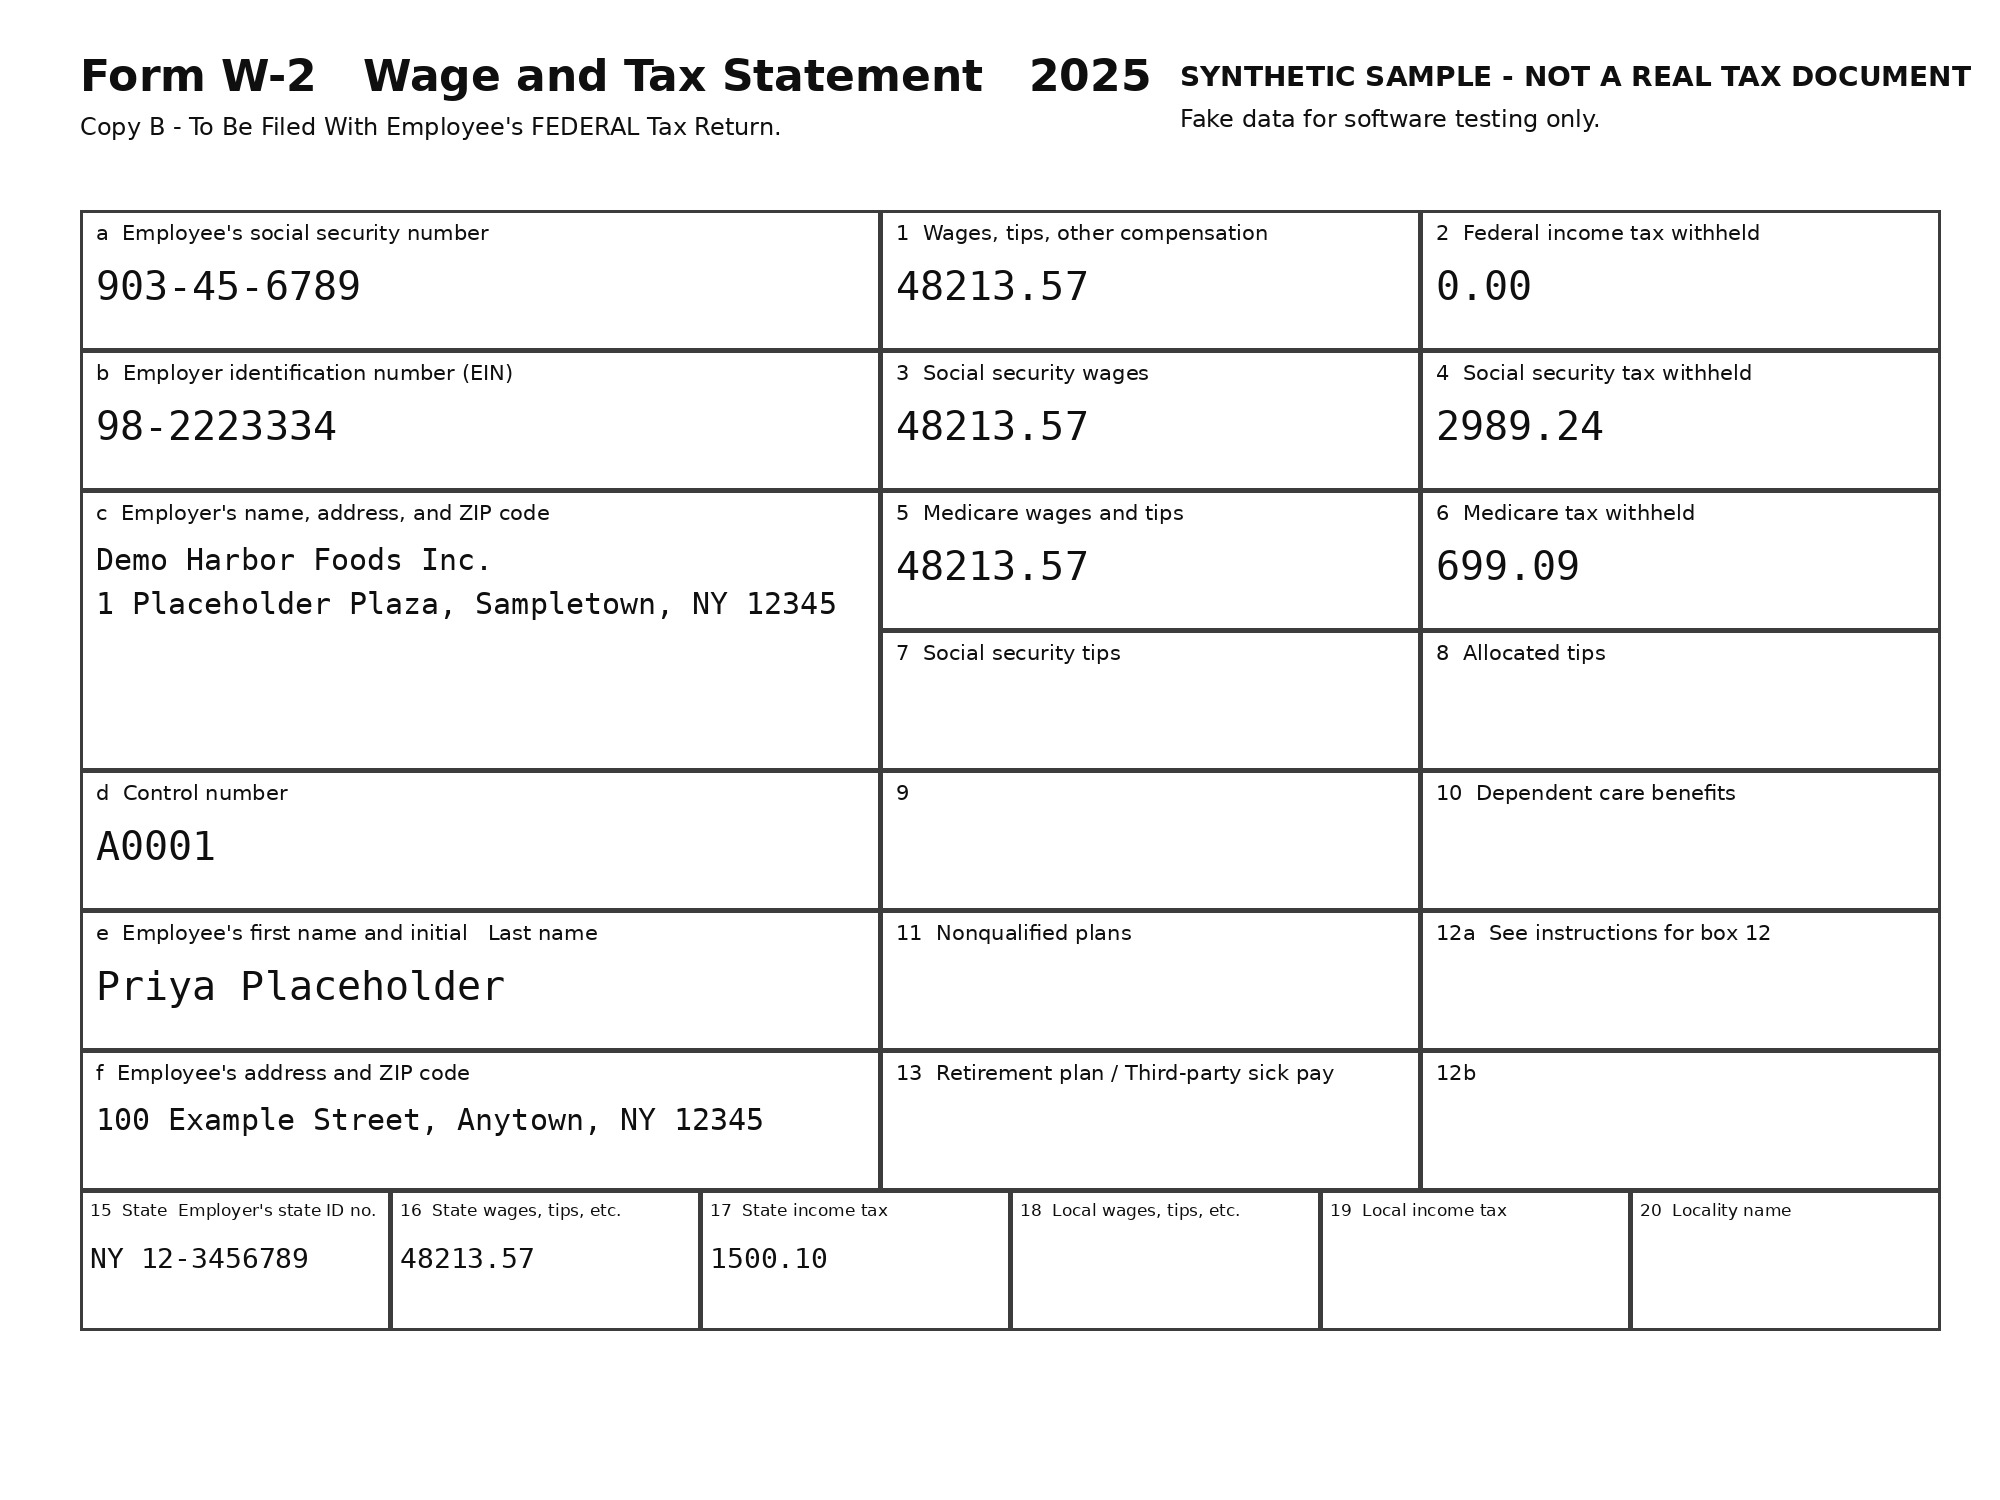 Form W-2   Wage and Tax Statement   2025
SYNTHETIC SAMPLE - NOT A REAL TAX DOCUMENT
Copy B - To Be Filed With Employee's FEDERAL Tax Return.
Fake data for software testing only.
a  Employee's social security number
903-45-6789
1  Wages, tips, other compensation
48213.57
2  Federal income tax withheld
0.00
b  Employer identification number (EIN)
98-2223334
3  Social security wages
48213.57
4  Social security tax withheld
2989.24
c  Employer's name, address, and ZIP code
Demo Harbor Foods Inc.
1 Placeholder Plaza, Sampletown, NY 12345
5  Medicare wages and tips
48213.57
6  Medicare tax withheld
699.09
7  Social security tips
8  Allocated tips
d  Control number
A0001
9
10  Dependent care benefits
e  Employee's first name and initial   Last name
Priya Placeholder
11  Nonqualified plans
12a  See instructions for box 12
f  Employee's address and ZIP code
100 Example Street, Anytown, NY 12345
13  Retirement plan / Third-party sick pay
12b
15  State  Employer's state ID no.
NY 12-3456789
16  State wages, tips, etc.
48213.57
17  State income tax
1500.10
18  Local wages, tips, etc.
19  Local income tax
20  Locality name